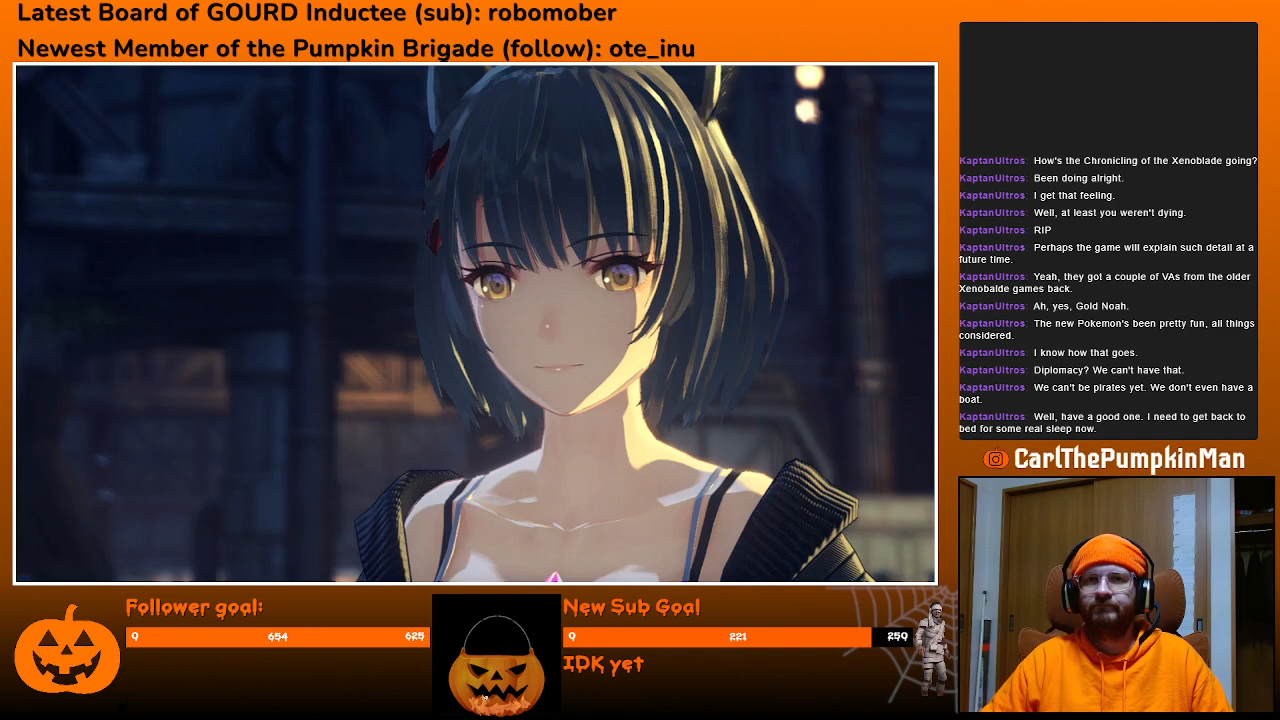 Latest Board of GOURD Inductee (sub): robomober
Newest Member of the Pumpkin Brigade (follow): ote_inu
KaptanUltros: How's the Chronicling of the Xenoblade going?
KaptanUltros: Been doing alright.
KaptanUltros: I get that feeling.
KaptanUltros: Well, at least you weren't dying.
KaptanUltros: RIP
KaptanUltros: Perhaps the game will explain such detail at a
future time.
KaptanUltros: Yeah, they got a couple of VAs from the older
Xenobalde games back.
KaptanUltros: Ah, yes, Gold Noah.
KaptanUltros: The new Pokemon's been pretty fun, all things
considered.
KaptanUltros: I know how that goes.
KaptanUltros: Diplomacy? We can't have that.
KaptanUltros: We can't be pirates yet. We don't even have a
boat.
KaptanUltros: Well, have a good one. I need to get back to
bed for some real sleep now.
CarlThePumpkinMan
Follower goal:
0 654 625
New Sub Goal
0 221 250
IDK yet